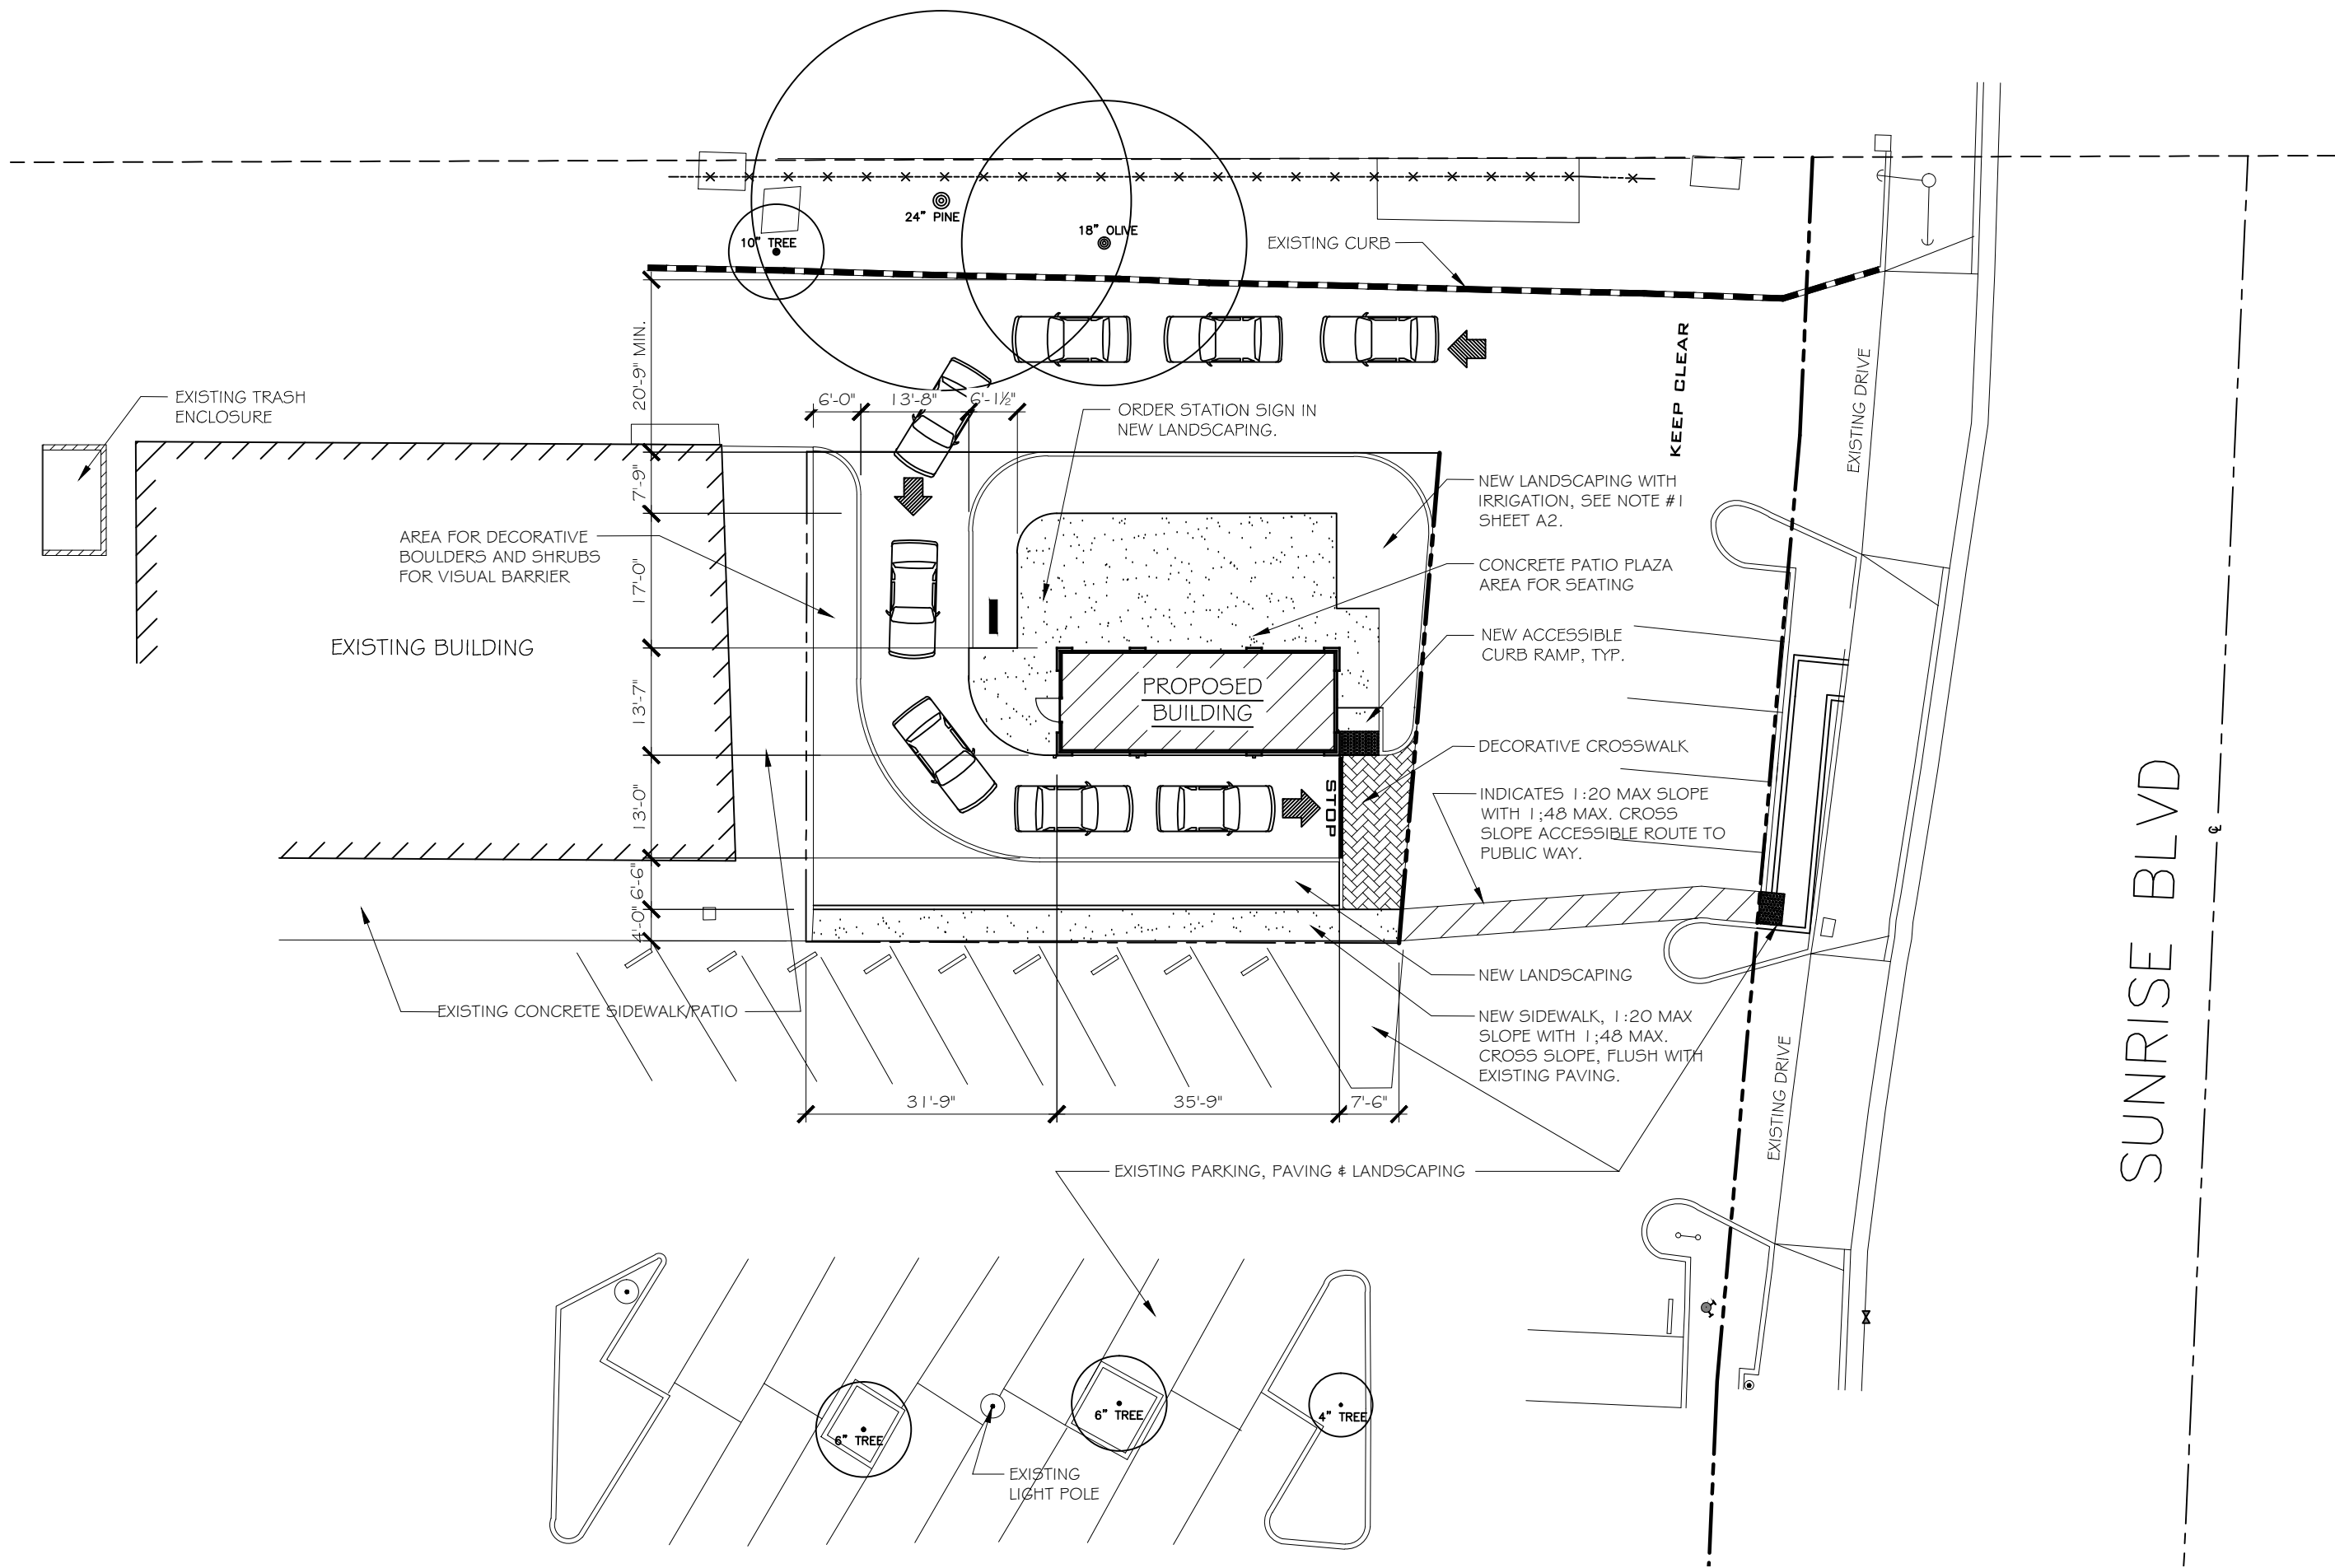 24" PINE
18" OLIVE
10" TREE
EXISTING CURB
KEEP CLEAR
EXISTING DRIVE
20'-9" MIN.
EXISTING TRASH
ENCLOSURE
6'-0"
13'-8"
6'-1½"
ORDER STATION SIGN IN
NEW LANDSCAPING.
7'-9"
NEW LANDSCAPING WITH
IRRIGATION, SEE NOTE #1
SHEET A2.
AREA FOR DECORATIVE
BOULDERS AND SHRUBS
FOR VISUAL BARRIER
17'-0"
CONCRETE PATIO PLAZA
AREA FOR SEATING
EXISTING BUILDING
NEW ACCESSIBLE
CURB RAMP, TYP.
PROPOSED
BUILDING
13'-7"
DECORATIVE CROSSWALK
13'-0"
STOP
INDICATES 1:20 MAX SLOPE
WITH 1;48 MAX. CROSS
SLOPE ACCESSIBLE ROUTE TO
PUBLIC WAY.
6'-6"
4'-0"
SUNRISE BLVD
℄
NEW LANDSCAPING
EXISTING CONCRETE SIDEWALK/PATIO
NEW SIDEWALK, 1:20 MAX
SLOPE WITH 1;48 MAX.
CROSS SLOPE, FLUSH WITH
EXISTING PAVING.
EXISTING DRIVE
31'-9"
35'-9"
7'-6"
EXISTING PARKING, PAVING & LANDSCAPING
6" TREE
6" TREE
4" TREE
EXISTING
LIGHT POLE